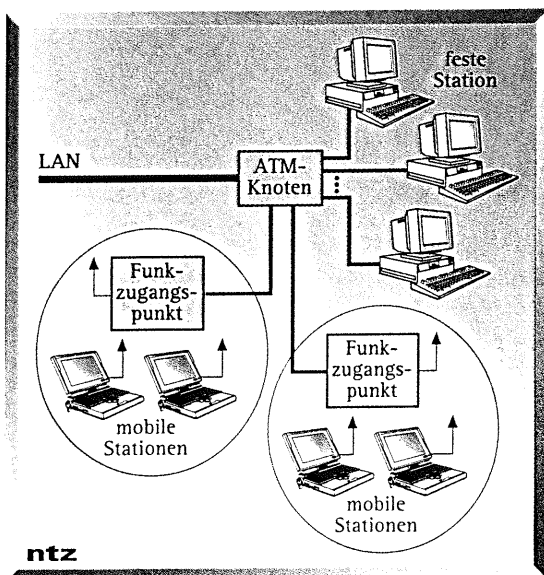 feste
Station
LAN
ATM-
Knoten
Funk-
zugangs-
punkt
mobile
Stationen
Funk-
zugangs-
punkt
mobile
Stationen
ntz